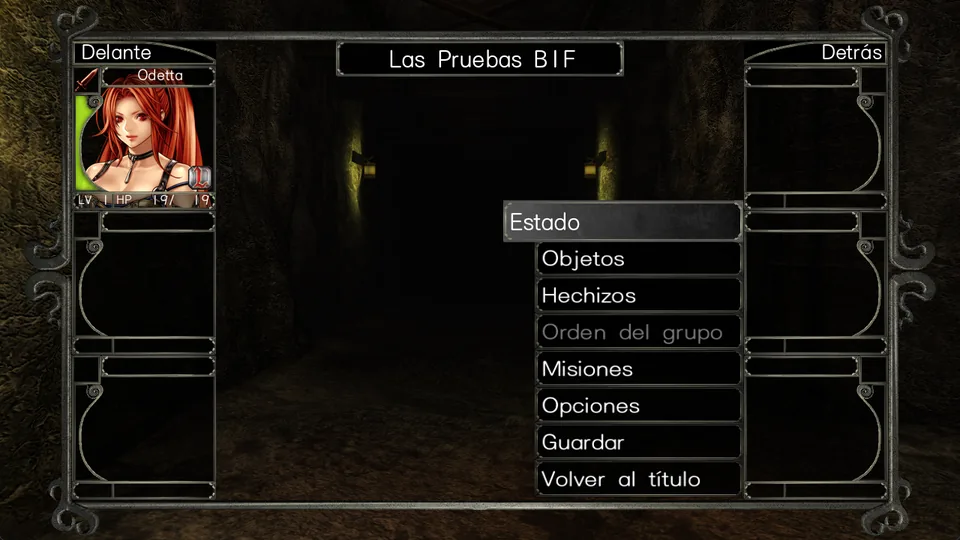 Delante
Las Pruebas B1F
Detrás
Odetta
LV 1 HP 19/ 19
Estado
Objetos
Hechizos
Orden del grupo
Misiones
Opciones
Guardar
Volver al título